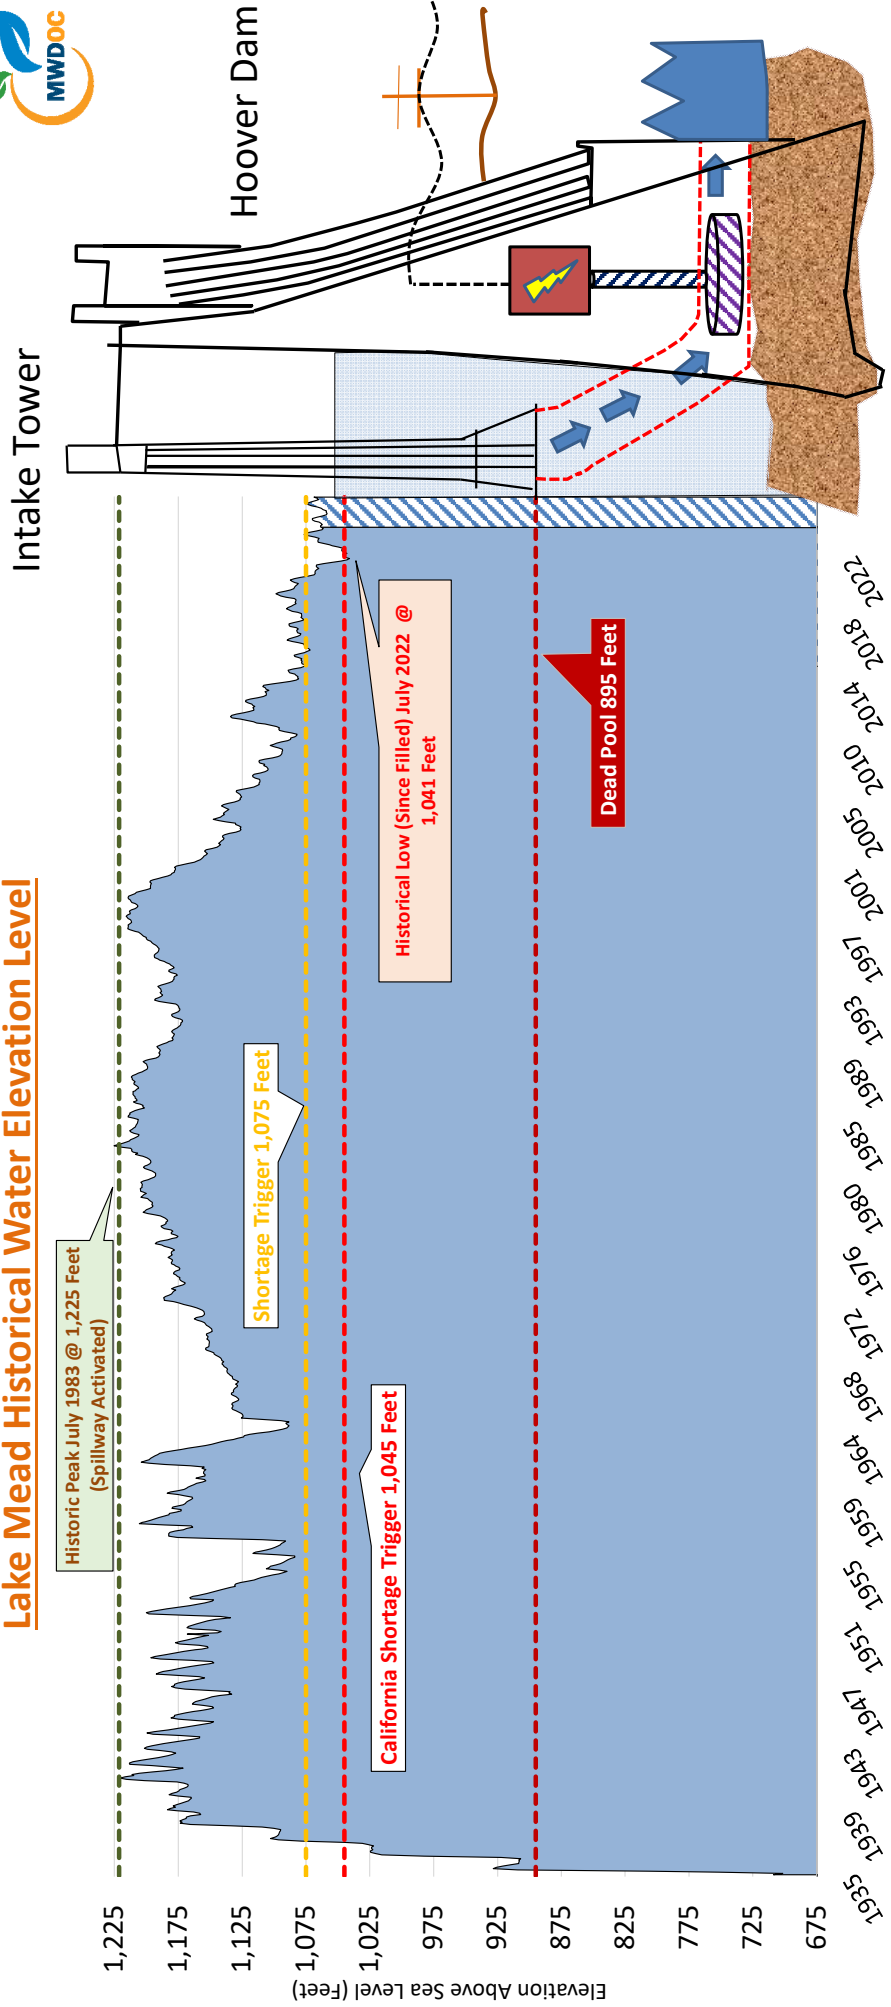 Lake Mead Historical Water Elevation Level
MWDOC
Intake Tower
Hoover Dam
Historic Peak July 1983 @ 1,225 Feet
(Spillway Activated)
Shortage Trigger 1,075 Feet
California Shortage Trigger 1,045 Feet
Historical Low (Since Filled) July 2022 @
1,041 Feet
Dead Pool 895 Feet
Elevation Above Sea Level (Feet)
1,225
1,175
1,125
1,075
1,025
975
925
875
825
775
725
675
1935
1939
1943
1947
1951
1955
1959
1964
1968
1972
1976
1980
1985
1989
1993
1997
2001
2005
2010
2014
2018
2022